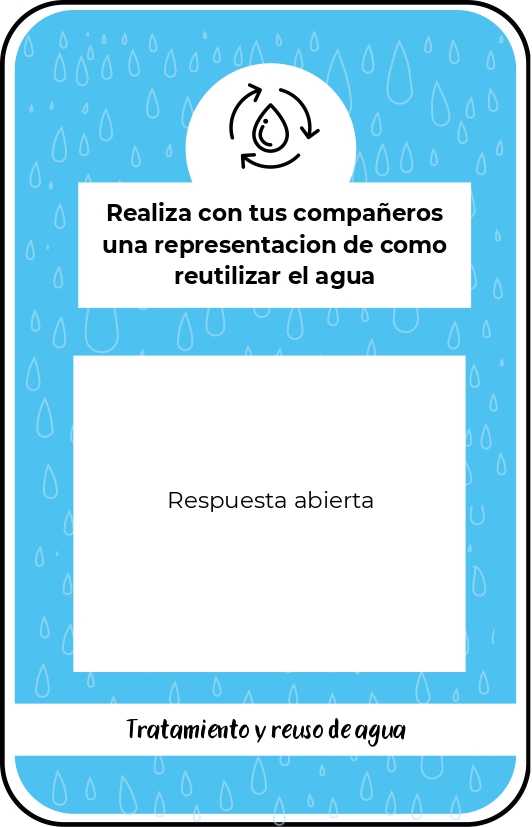 Realiza con tus compañeros
una representacion de como
reutilizar el agua
Respuesta abierta
Tratamiento y reuso de agua